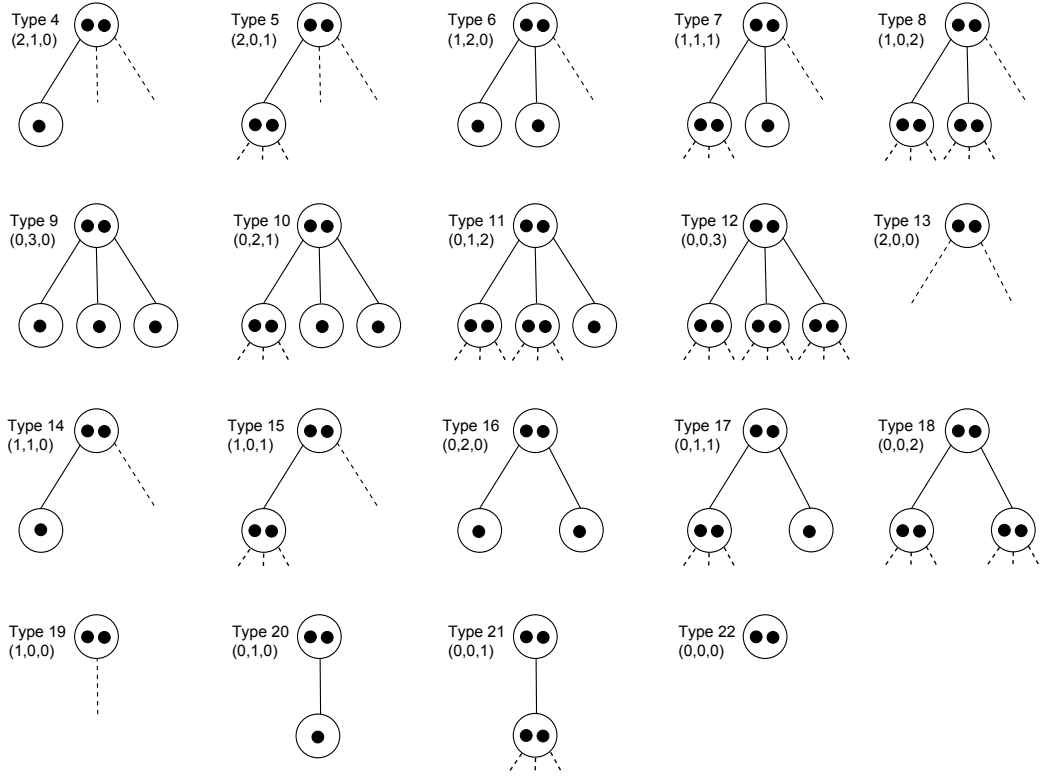 Type 4
(2,1,0)
Type 5
(2,0,1)
Type 6
(1,2,0)
Type 7
(1,1,1)
Type 8
(1,0,2)
Type 9
(0,3,0)
Type 10
(0,2,1)
Type 11
(0,1,2)
Type 12
(0,0,3)
Type 13
(2,0,0)
Type 14
(1,1,0)
Type 15
(1,0,1)
Type 16
(0,2,0)
Type 17
(0,1,1)
Type 18
(0,0,2)
Type 19
(1,0,0)
Type 20
(0,1,0)
Type 21
(0,0,1)
Type 22
(0,0,0)